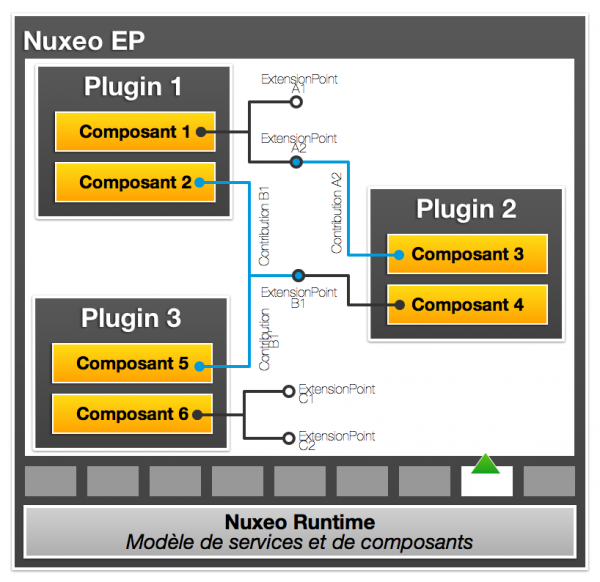 Nuxeo EP
Plugin 1
Composant 1
Composant 2
ExtensionPoint
A1
ExtensionPoint
A2
Contribution B1
Contribution A2
Plugin 2
Composant 3
Composant 4
ExtensionPoint
B1
Contribution
B1
Plugin 3
Composant 5
Composant 6
ExtensionPoint
C1
ExtensionPoint
C2
Nuxeo Runtime
Modèle de services et de composants